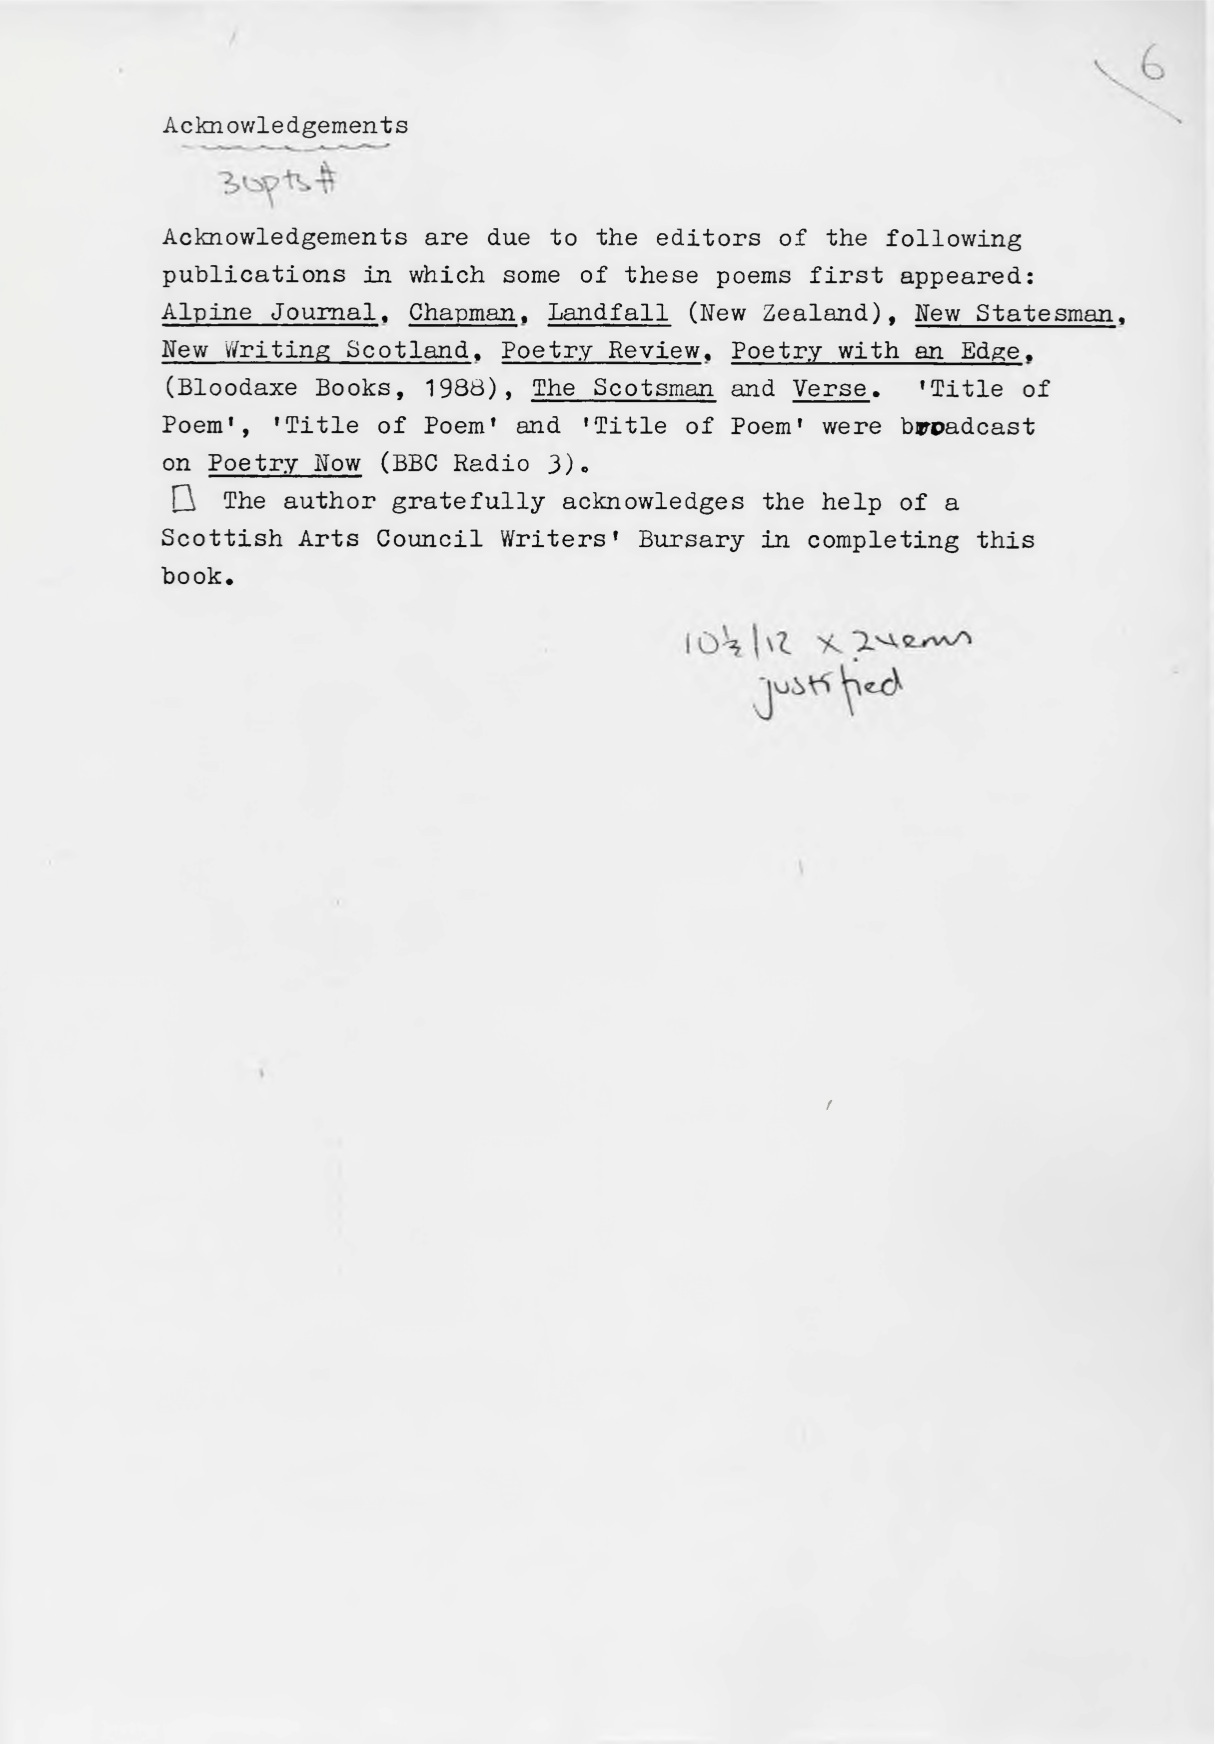 6
Acknowledgements
30pts #
Acknowledgements are due to the editors of the following
publications in which some of these poems first appeared:
Alpine Journal, Chapman, Landfall (New Zealand), New Statesman,
New Writing Scotland, Poetry Review, Poetry with an Edge,
(Bloodaxe Books, 1988), The Scotsman and Verse. 'Title of
Poem', 'Title of Poem' and 'Title of Poem' were broadcast
on Poetry Now (BBC Radio 3).
The author gratefully acknowledges the help of a
Scottish Arts Council Writers' Bursary in completing this
book.
10½/12 x 24ems
justified